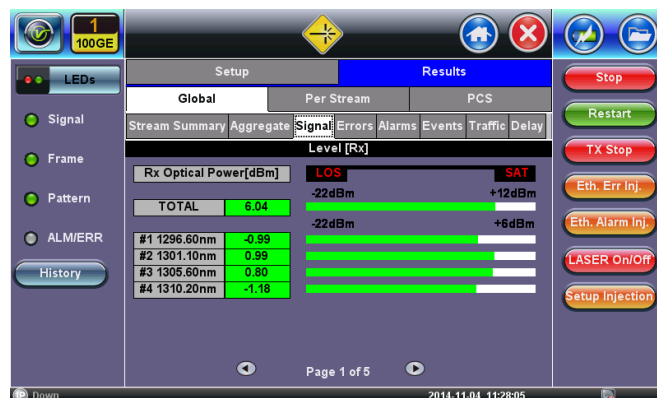 1
100GE
LEDs
Signal
Frame
Pattern
ALM/ERR
History
Setup
Results
Global
Per Stream
PCS
Stream Summary
Aggregate
Signal
Errors
Alarms
Events
Traffic
Delay
Level [Rx]
Rx Optical Power[dBm]
LOS
SAT
-22dBm
+12dBm
TOTAL
6.04
-22dBm
+6dBm
#1 1296.60nm
-0.99
#2 1301.10nm
0.99
#3 1305.60nm
0.80
#4 1310.20nm
-1.18
Page 1 of 5
Stop
Restart
TX Stop
Eth. Err Inj.
Eth. Alarm Inj.
LASER On/Off
Setup Injection
IP Down
2014-11-04 11:28:05